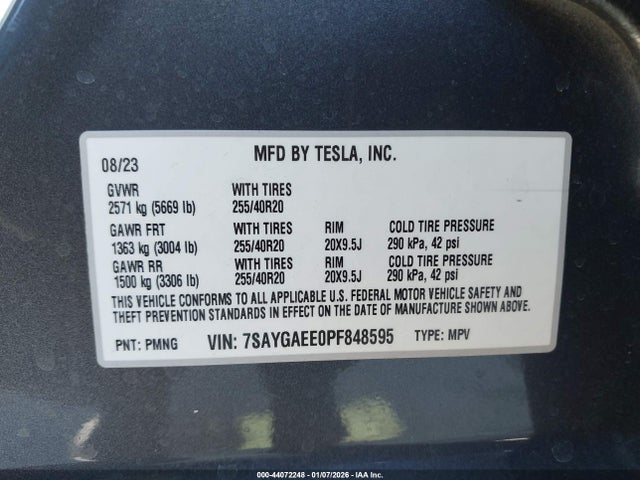 MFD BY TESLA, INC.
08/23
GVWR WITH TIRES
2571 kg (5669 lb) 255/40R20
GAWR FRT WITH TIRES RIM COLD TIRE PRESSURE
1363 kg (3004 lb) 255/40R20 20X9.5J 290 kPa, 42 psi
GAWR RR WITH TIRES RIM COLD TIRE PRESSURE
1500 kg (3306 lb) 255/40R20 20X9.5J 290 kPa, 42 psi
THIS VEHICLE CONFORMS TO ALL APPLICABLE U.S. FEDERAL MOTOR VEHICLE SAFETY AND
THEFT PREVENTION STANDARDS IN EFFECT ON THE DATE OF MANUFACTURE SHOWN ABOVE.
PNT: PMNG VIN: 7SAYGAEE0PF848595 TYPE: MPV
000-44072248 - 01/07/2026 - IAA Inc.